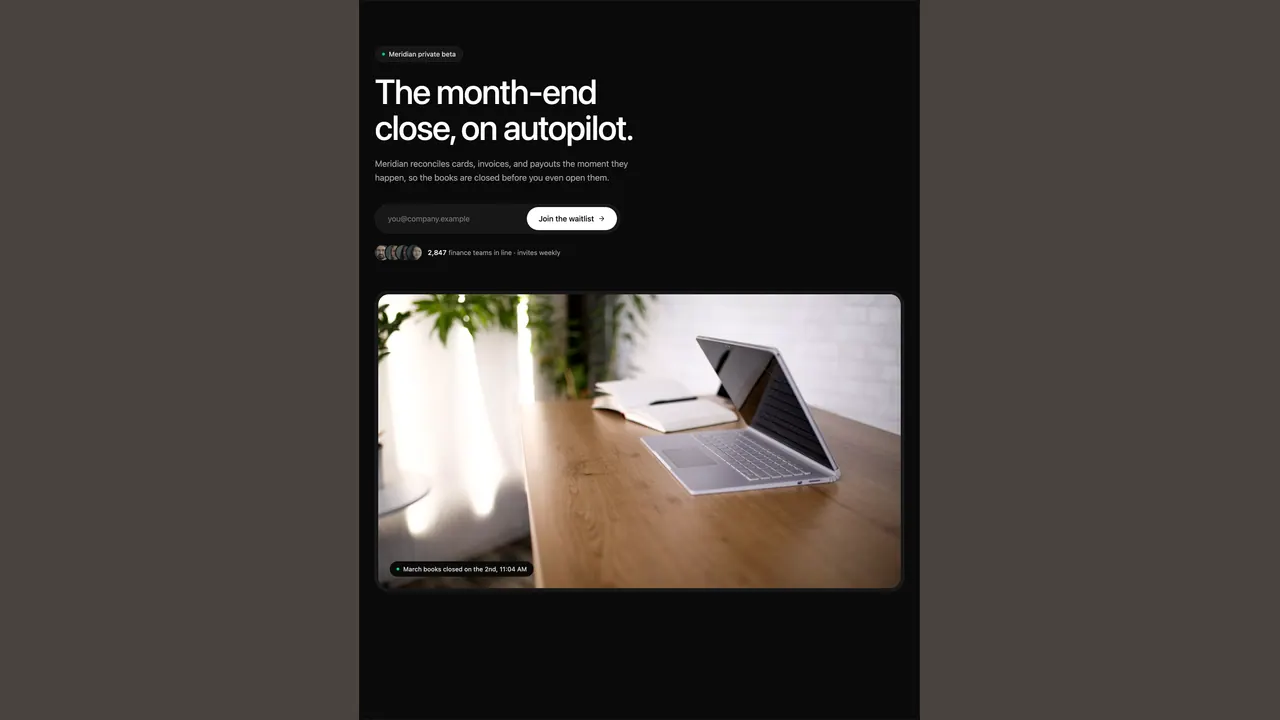 Meridian private beta
The month-end
close, on autopilot.
Meridian reconciles cards, invoices, and payouts the moment they
happen, so the books are closed before you even open them.
you@company.example
Join the waitlist →
2,847 finance teams in line · invites weekly
March books closed on the 2nd, 11:04 AM